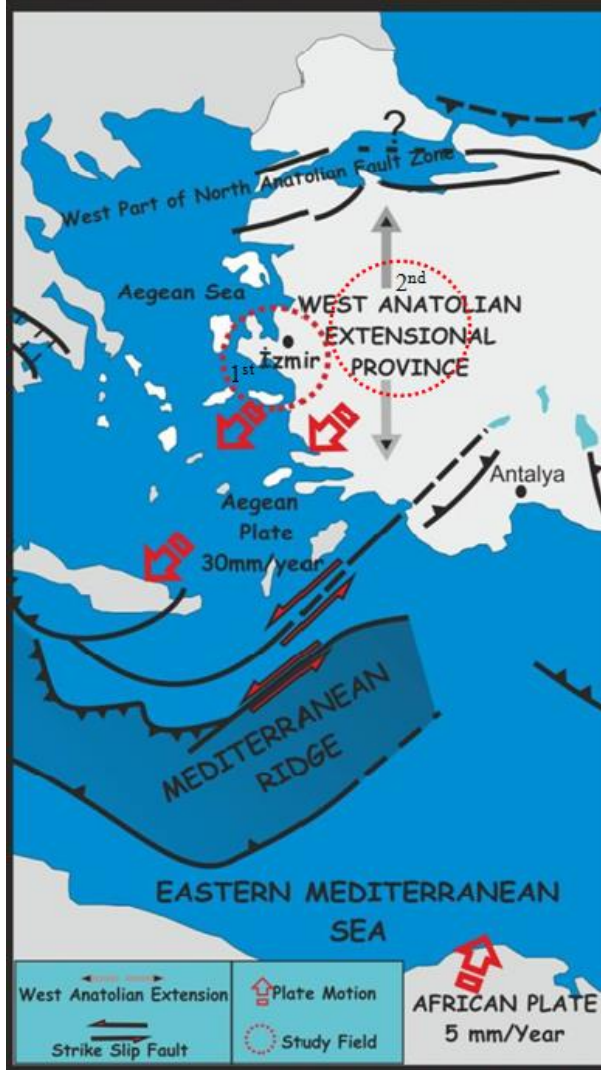 ?
West Part of North Anatolian Fault Zone
2nd
Aegean Sea
WEST ANATOLIAN
EXTENSIONAL
PROVINCE
1st
İzmir
Antalya
Aegean
Plate
30mm/year
MEDITERRANEAN
RIDGE
EASTERN MEDITERRANEAN
SEA
AFRICAN PLATE
5 mm/Year
West Anatolian Extension
Strike Slip Fault
Plate Motion
Study Field